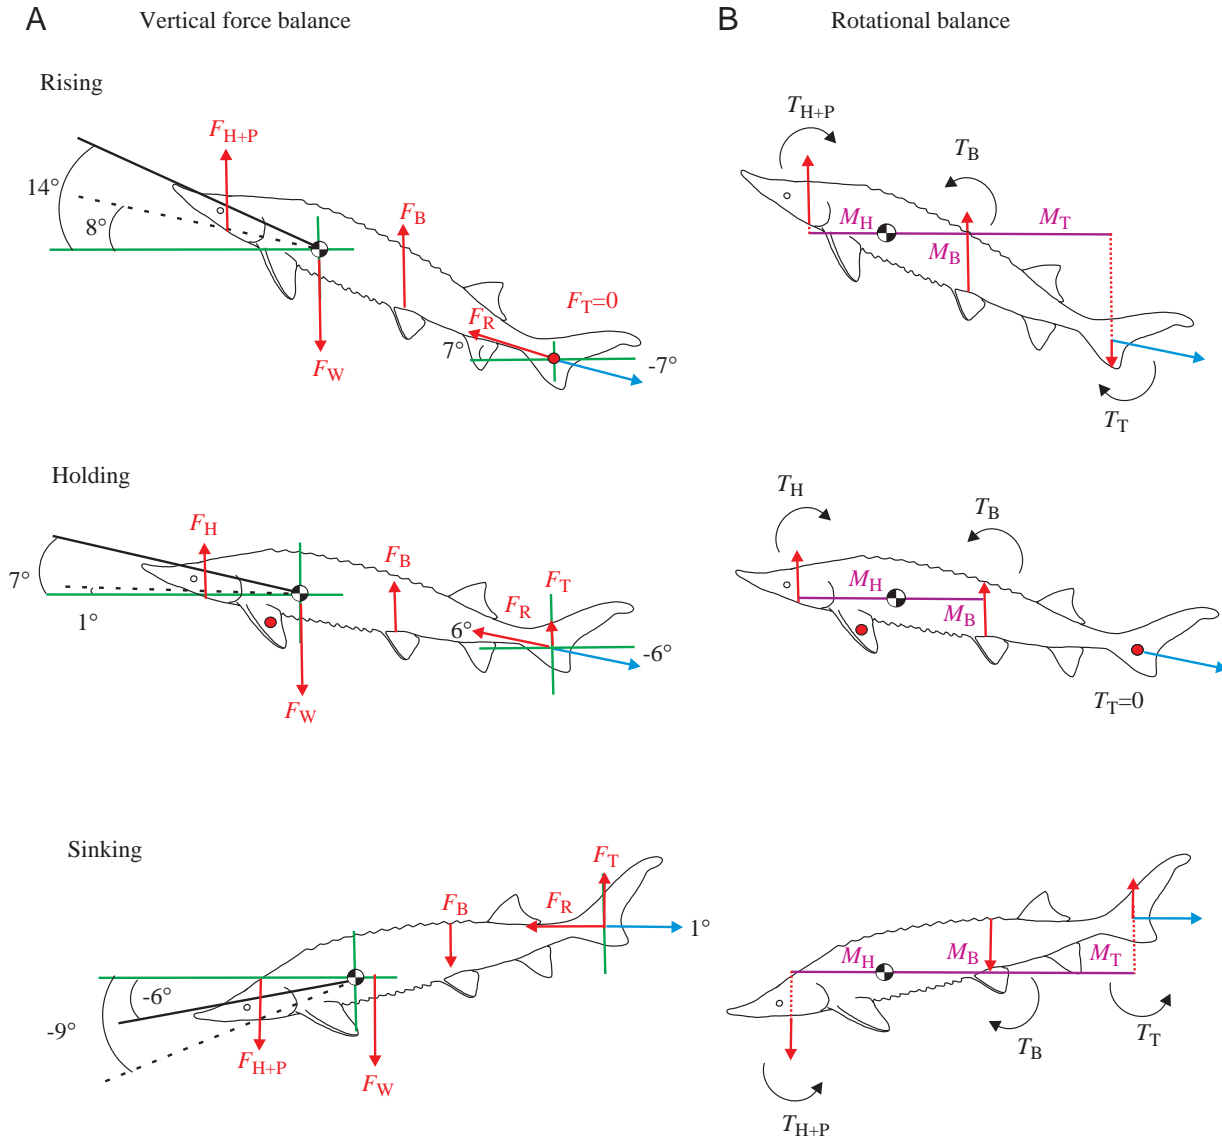 A Vertical force balance
B Rotational balance
Rising
F_H+P
14°
8°
F_B
F_W
F_T=0
F_R
7°
-7°
T_H+P
T_B
M_H
M_T
M_B
T_T
Holding
F_H
7°
1°
F_B
F_T
F_R
6°
-6°
F_W
T_H
T_B
M_H
M_B
T_T=0
Sinking
F_T
F_B
F_R
1°
-6°
-9°
F_H+P
F_W
M_H
M_B
M_T
T_B
T_T
T_H+P